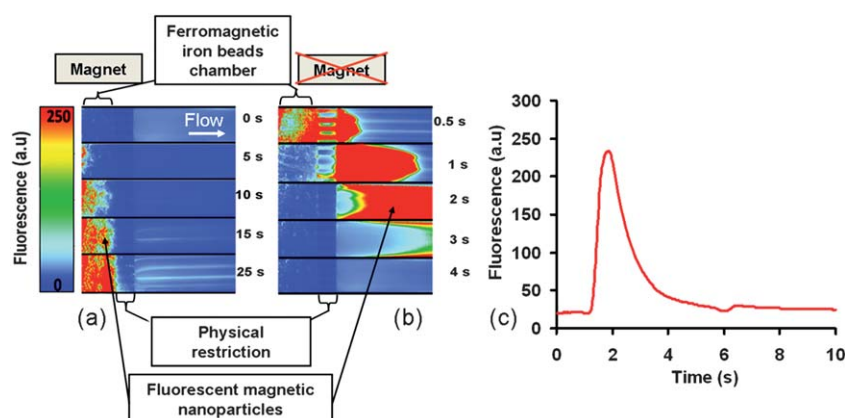 Ferromagnetic
iron beads
chamber
Magnet
Magnet
250
Fluorescence (a.u)
0
Flow
0 s
5 s
10 s
15 s
25 s
0.5 s
1 s
2 s
3 s
4 s
(a)
(b)
Physical
restriction
Fluorescent magnetic
nanoparticles
(c)
Fluorescence (a.u)
300
250
200
150
100
50
0
0 2 4 6 8 10
Time (s)